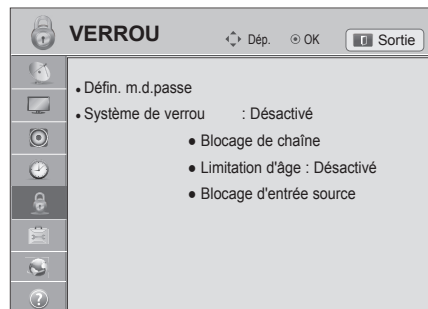 VERROU Dép. OK Sortie
• Défin. m.d.passe
• Système de verrou : Désactivé
● Blocage de chaîne
● Limitation d'âge : Désactivé
● Blocage d'entrée source
?